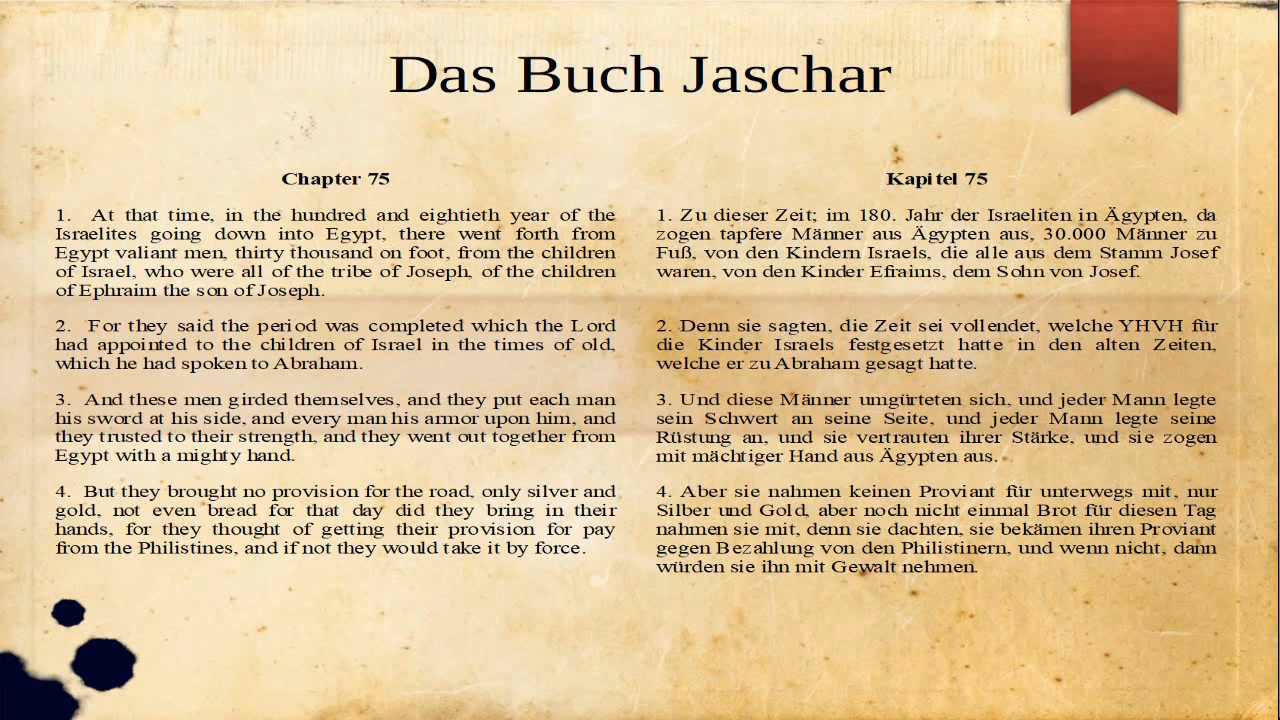 Das Buch Jaschar
Chapter 75
1. At that time, in the hundred and eightieth year of the
Israelites going down into Egypt, there went forth from
Egypt valiant men, thirty thousand on foot, from the children
of Israel, who were all of the tribe of Joseph, of the children
of Ephraim the son of Joseph.
2. For they said the period was completed which the Lord
had appointed to the children of Israel in the times of old,
which he had spoken to Abraham.
3. And these men girded themselves, and they put each man
his sword at his side, and every man his armor upon him, and
they trusted to their strength, and they went out together from
Egypt with a mighty hand.
4. But they brought no provision for the road, only silver and
gold, not even bread for that day did they bring in their
hands, for they thought of getting their provision for pay
from the Philistines, and if not they would take it by force.
Kapitel 75
1. Zu dieser Zeit; im 180. Jahr der Israeliten in Ägypten, da
zogen tapfere Männer aus Ägypten aus, 30.000 Männer zu
Fuß, von den Kindern Israels, die alle aus dem Stamm Josef
waren, von den Kinder Efraims, dem Sohn von Josef.
2. Denn sie sagten, die Zeit sei vollendet, welche YHVH für
die Kinder Israels festgesetzt hatte in den alten Zeiten,
welche er zu Abraham gesagt hatte.
3. Und diese Männer umgürteten sich, und jeder Mann legte
sein Schwert an seine Seite, und jeder Mann legte seine
Rüstung an, und sie vertrauten ihrer Stärke, und sie zogen
mit mächtiger Hand aus Ägypten aus.
4. Aber sie nahmen keinen Proviant für unterwegs mit, nur
Silber und Gold, aber noch nicht einmal Brot für diesen Tag
nahmen sie mit, denn sie dachten, sie bekämen ihren Proviant
gegen Bezahlung von den Philistinern, und wenn nicht, dann
würden sie ihn mit Gewalt nehmen.